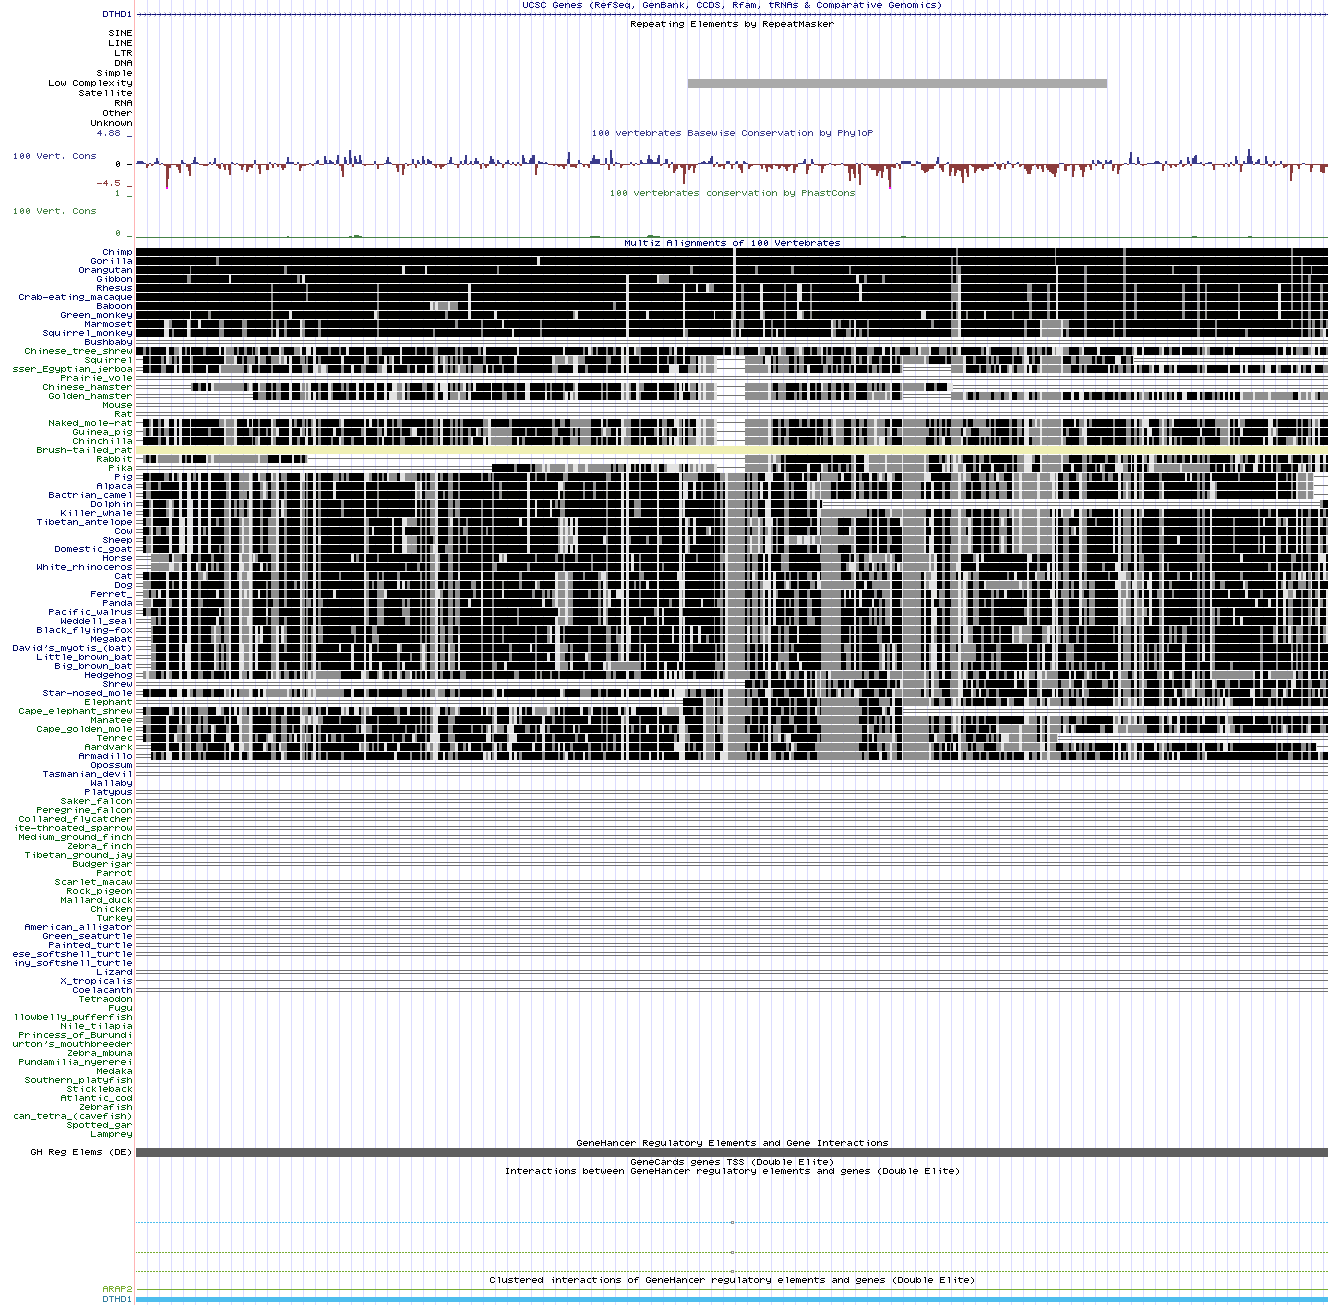 UCSC Genes (RefSeq, GenBank, CCDS, Rfam, tRNAs & Comparative Genomics)
DTHD1
Repeating Elements by RepeatMasker
SINE
LINE
LTR
DNA
Simple
Low Complexity
Satellite
RNA
Other
Unknown
4.88 _
100 vertebrates Basewise Conservation by PhyloP
100 Vert. Cons
0 _
-4.5 _
100 vertebrates conservation by PhastCons
1 _
100 Vert. Cons
0 _
Multiz Alignments of 100 Vertebrates
Chimp
Gorilla
Orangutan
Gibbon
Rhesus
Crab-eating_macaque
Baboon
Green_monkey
Marmoset
Squirrel_monkey
Bushbaby
Chinese_tree_shrew
Squirrel
sser_Egyptian_jerboa
Prairie_vole
Chinese_hamster
Golden_hamster
Mouse
Rat
Naked_mole-rat
Guinea_pig
Chinchilla
Brush-tailed_rat
Rabbit
Pika
Pig
Alpaca
Bactrian_camel
Dolphin
Killer_whale
Tibetan_antelope
Cow
Sheep
Domestic_goat
Horse
White_rhinoceros
Cat
Dog
Ferret_
Panda
Pacific_walrus
Weddell_seal
Black_flying-fox
Megabat
David's_myotis_(bat)
Little_brown_bat
Big_brown_bat
Hedgehog
Shrew
Star-nosed_mole
Elephant
Cape_elephant_shrew
Manatee
Cape_golden_mole
Tenrec
Aardvark
Armadillo
Opossum
Tasmanian_devil
Wallaby
Platypus
Saker_falcon
Peregrine_falcon
Collared_flycatcher
ite-throated_sparrow
Medium_ground_finch
Zebra_finch
Tibetan_ground_jay
Budgerigar
Parrot
Scarlet_macaw
Rock_pigeon
Mallard_duck
Chicken
Turkey
American_alligator
Green_seaturtle
Painted_turtle
ese_softshell_turtle
iny_softshell_turtle
Lizard
X_tropicalis
Coelacanth
Tetraodon
Fugu
llowbelly_pufferfish
Nile_tilapia
Princess_of_Burundi
urton's_mouthbreeder
Zebra_mbuna
Pundamilia_nyererei
Medaka
Southern_platyfish
Stickleback
Atlantic_cod
Zebrafish
can_tetra_(cavefish)
Spotted_gar
Lamprey
GeneHancer Regulatory Elements and Gene Interactions
GH Reg Elems (DE)
GeneCards genes TSS (Double Elite)
Interactions between GeneHancer regulatory elements and genes (Double Elite)
Clustered interactions of GeneHancer regulatory elements and genes (Double Elite)
ARAP2
DTHD1